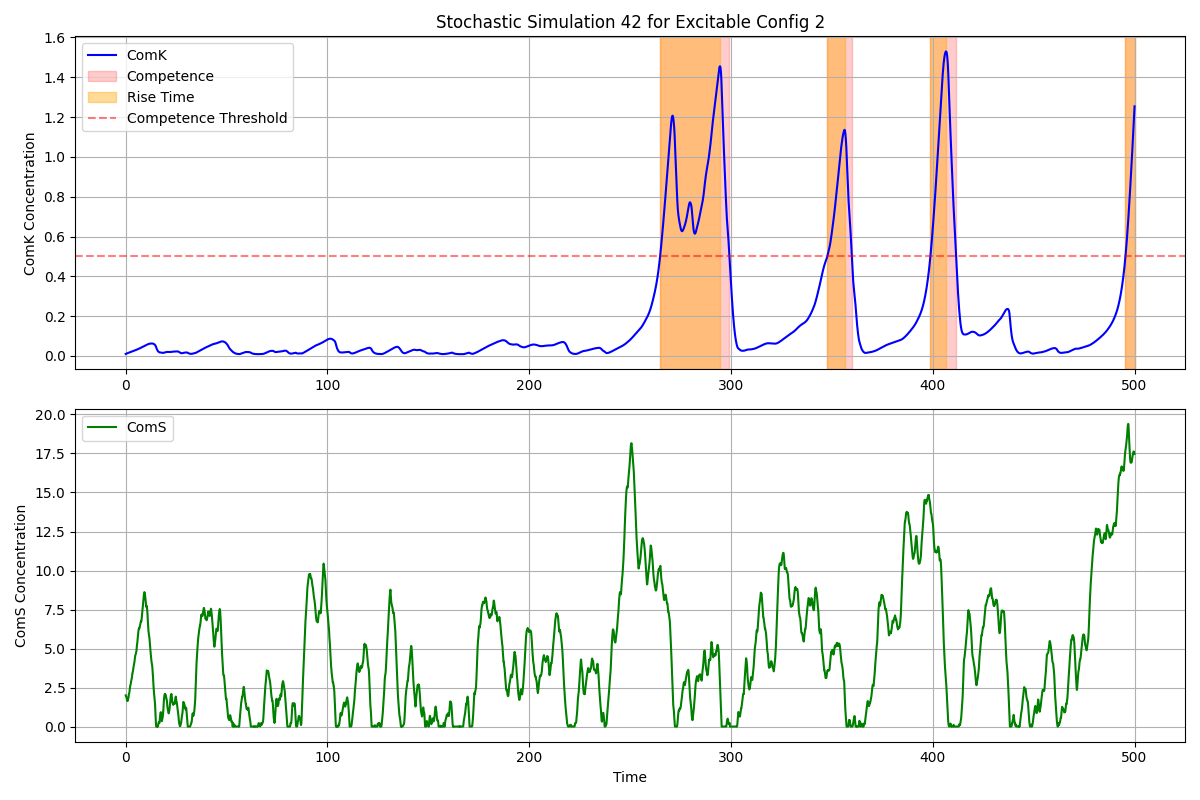 Stochastic Simulation 42 for Excitable Config 2
ComK Concentration
1.6
1.4
1.2
1.0
0.8
0.6
0.4
0.2
0.0
ComK
Competence
Rise Time
Competence Threshold
0 100 200 300 400 500
ComS Concentration
20.0
17.5
15.0
12.5
10.0
7.5
5.0
2.5
0.0
ComS
0 100 200 300 400 500
Time